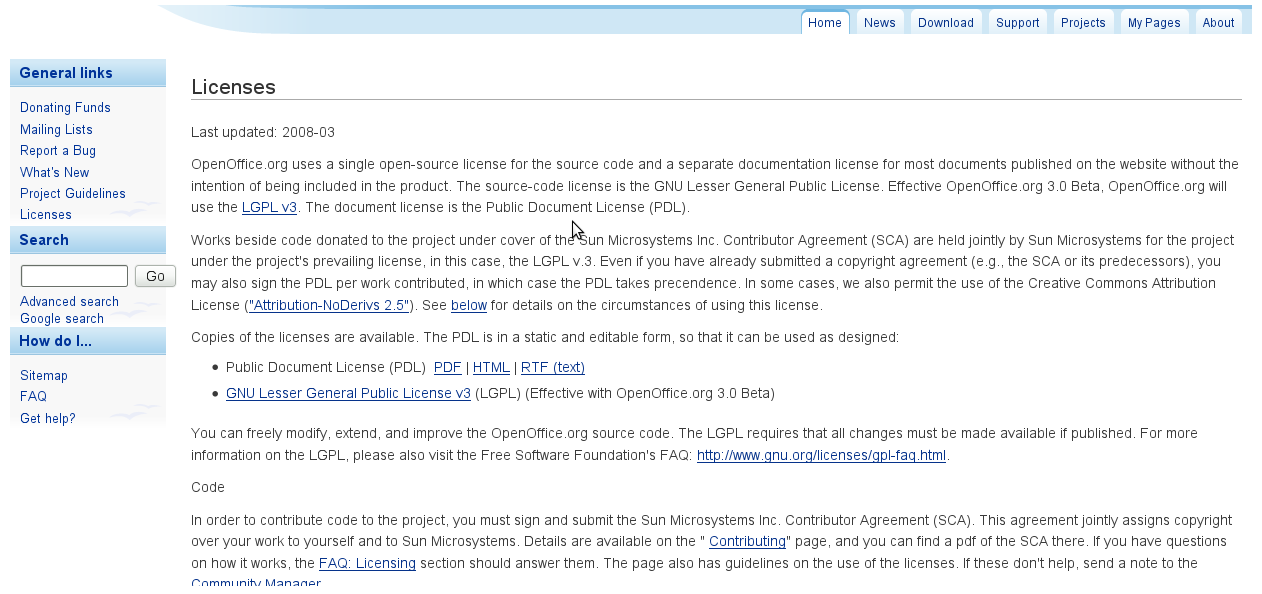 Home News Download Support Projects My Pages About
General links
Donating Funds
Mailing Lists
Report a Bug
What's New
Project Guidelines
Licenses
Search
Go
Advanced search
Google search
How do I...
Sitemap
FAQ
Get help?
Licenses
Last updated: 2008-03
OpenOffice.org uses a single open-source license for the source code and a separate documentation license for most documents published on the website without the
intention of being included in the product. The source-code license is the GNU Lesser General Public License. Effective OpenOffice.org 3.0 Beta, OpenOffice.org will
use the LGPL v3. The document license is the Public Document License (PDL).
Works beside code donated to the project under cover of the Sun Microsystems Inc. Contributor Agreement (SCA) are held jointly by Sun Microsystems for the project
under the project's prevailing license, in this case, the LGPL v.3. Even if you have already submitted a copyright agreement (e.g., the SCA or its predecessors), you
may also sign the PDL per work contributed, in which case the PDL takes precendence. In some cases, we also permit the use of the Creative Commons Attribution
License ("Attribution-NoDerivs 2.5"). See below for details on the circumstances of using this license.
Copies of the licenses are available. The PDL is in a static and editable form, so that it can be used as designed:
• Public Document License (PDL) PDF | HTML | RTF (text)
• GNU Lesser General Public License v3 (LGPL) (Effective with OpenOffice.org 3.0 Beta)
You can freely modify, extend, and improve the OpenOffice.org source code. The LGPL requires that all changes must be made available if published. For more
information on the LGPL, please also visit the Free Software Foundation's FAQ: http://www.gnu.org/licenses/gpl-faq.html.
Code
In order to contribute code to the project, you must sign and submit the Sun Microsystems Inc. Contributor Agreement (SCA). This agreement jointly assigns copyright
over your work to yourself and to Sun Microsystems. Details are available on the " Contributing" page, and you can find a pdf of the SCA there. If you have questions
on how it works, the FAQ: Licensing section should answer them. The page also has guidelines on the use of the licenses. If these don't help, send a note to the
Community Manager